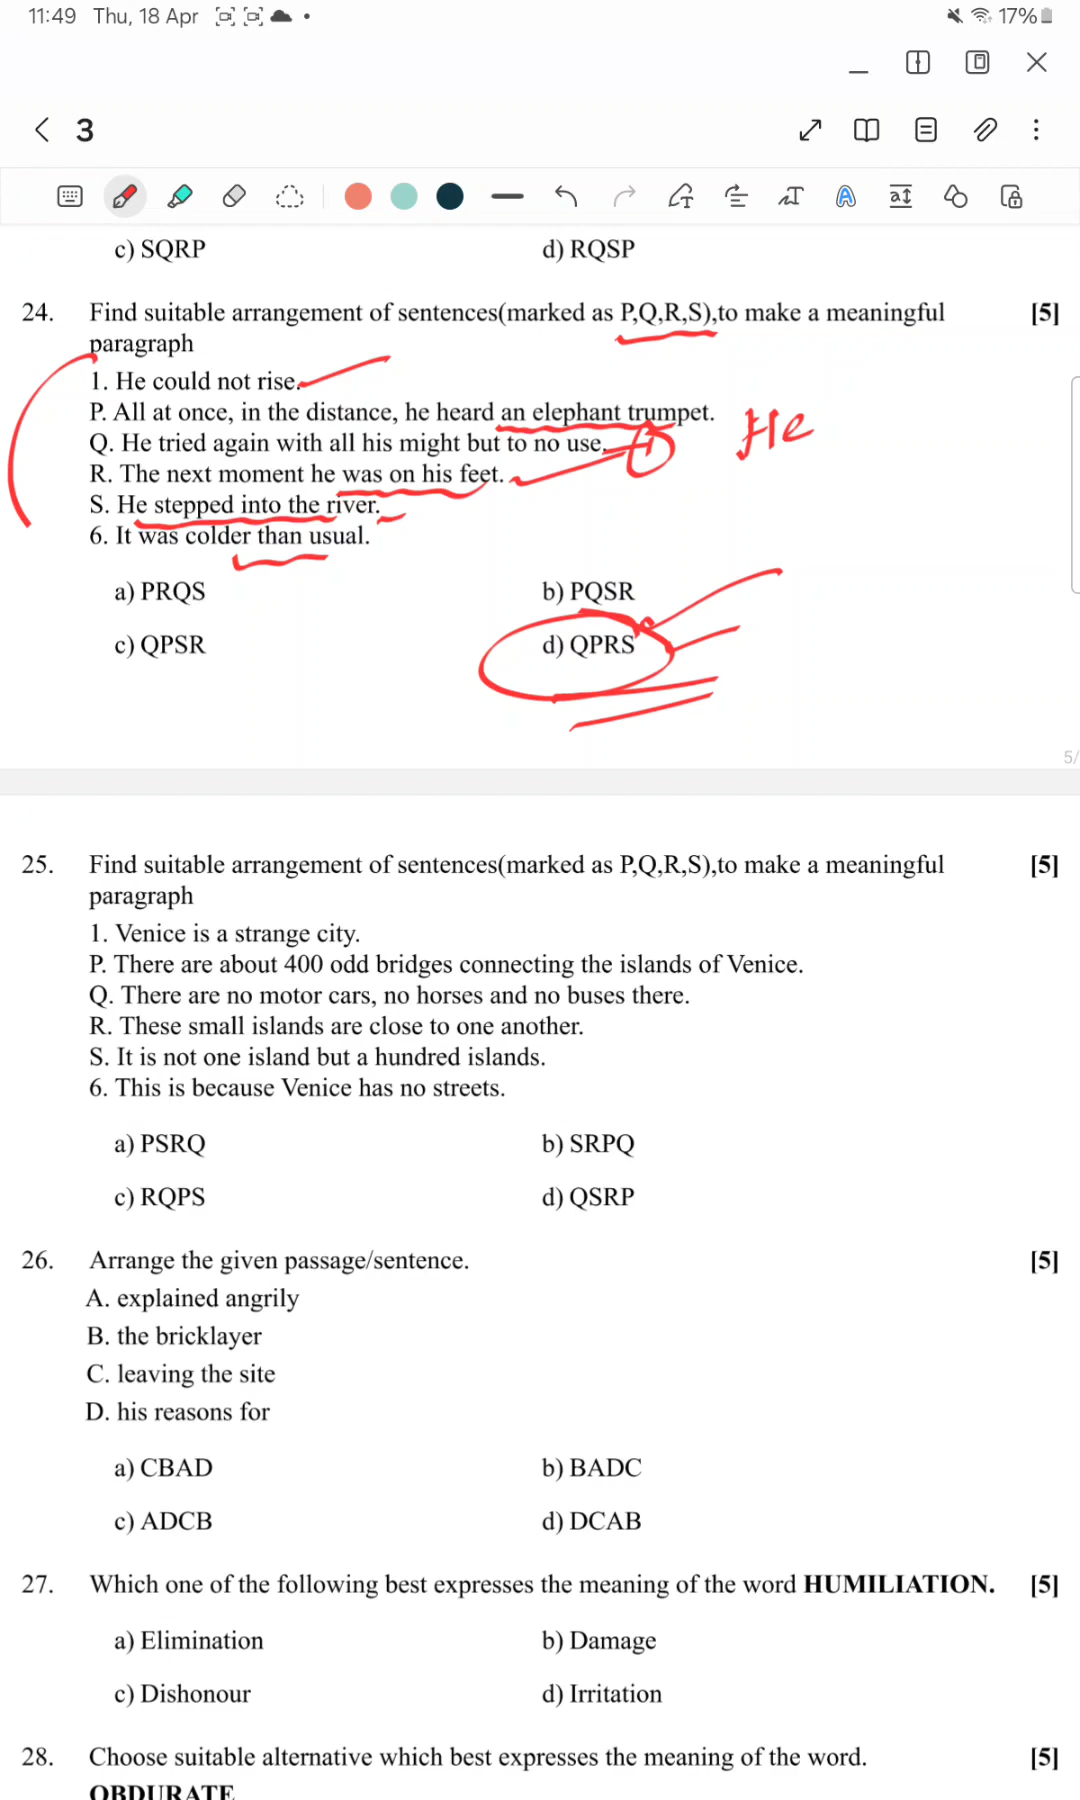 11:49 Thu, 18 Apr
17%
3
c) SQRP d) RQSP
24. Find suitable arrangement of sentences(marked as P,Q,R,S),to make a meaningful [5]
paragraph
1. He could not rise.
P. All at once, in the distance, he heard an elephant trumpet.
He
Q. He tried again with all his might but to no use.
R. The next moment he was on his feet.
S. He stepped into the river.
6. It was colder than usual.
a) PRQS b) PQSR
c) QPSR d) QPRS
5/
25. Find suitable arrangement of sentences(marked as P,Q,R,S),to make a meaningful [5]
paragraph
1. Venice is a strange city.
P. There are about 400 odd bridges connecting the islands of Venice.
Q. There are no motor cars, no horses and no buses there.
R. These small islands are close to one another.
S. It is not one island but a hundred islands.
6. This is because Venice has no streets.
a) PSRQ b) SRPQ
c) RQPS d) QSRP
26. Arrange the given passage/sentence. [5]
A. explained angrily
B. the bricklayer
C. leaving the site
D. his reasons for
a) CBAD b) BADC
c) ADCB d) DCAB
27. Which one of the following best expresses the meaning of the word HUMILIATION. [5]
a) Elimination b) Damage
c) Dishonour d) Irritation
28. Choose suitable alternative which best expresses the meaning of the word. [5]
OBDURATE